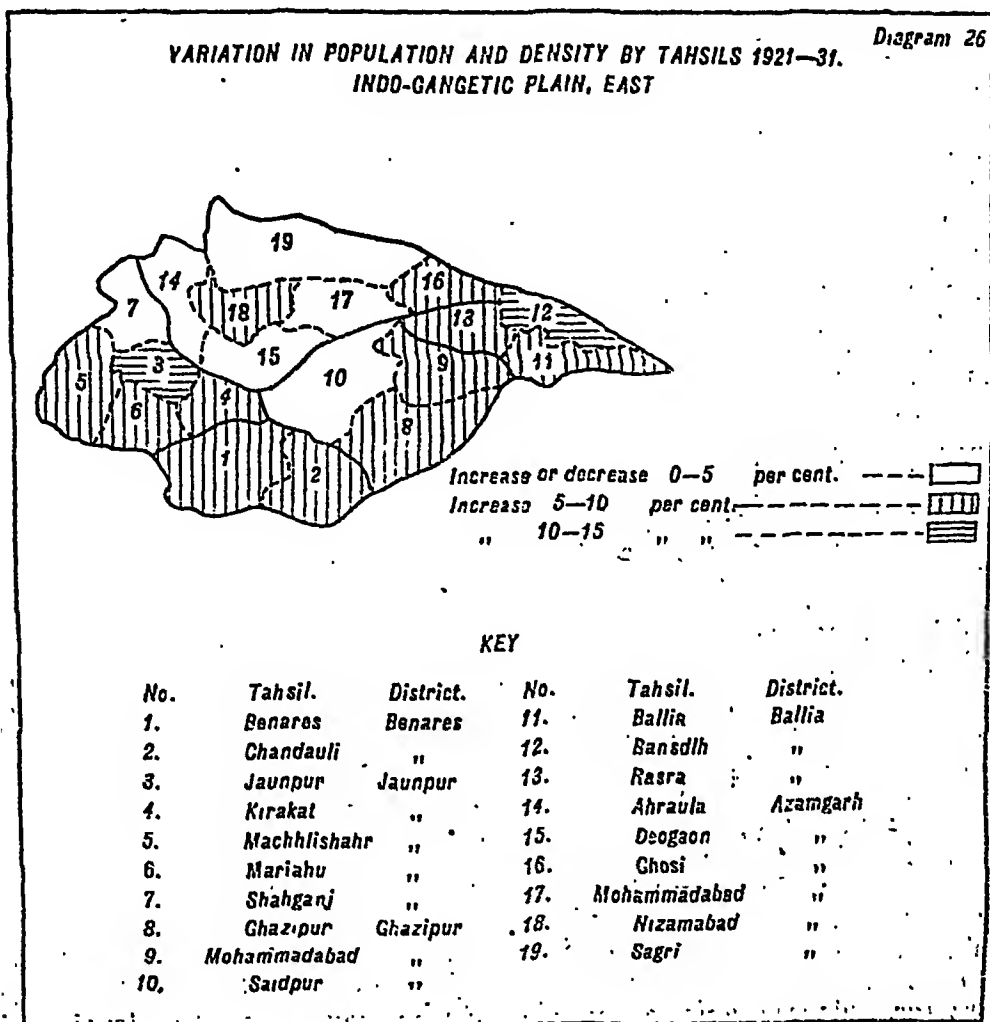 Diagram 26
VARIATION IN POPULATION AND DENSITY BY TAHSILS 1921—31.
INDO-GANGETIC PLAIN, EAST
19
14
16
7
18
17
13
12
15
11
3
10
9
5
4
6
8
1
2
Increase or decrease 0—5 per cent.
Increase 5—10 per cent.
„ 10—15 „ „
KEY
No. Tahsil. District. No. Tahsil. District.
1. Benares Benares 11. Ballia Ballia
2. Chandauli „ 12. Bansdih „
3. Jaunpur Jaunpur 13. Rasra „
4. Kirakat „ 14. Ahraula Azamgarh
5. Machhlishahr „ 15. Deogaon „
6. Mariahu „ 16. Ghosi „
7. Shahganj „ 17. Mohammadabad „
8. Ghazipur Ghazipur 18. Nizamabad „
9. Mohammadabad „ 19. Sagri „
10. Saidpur „